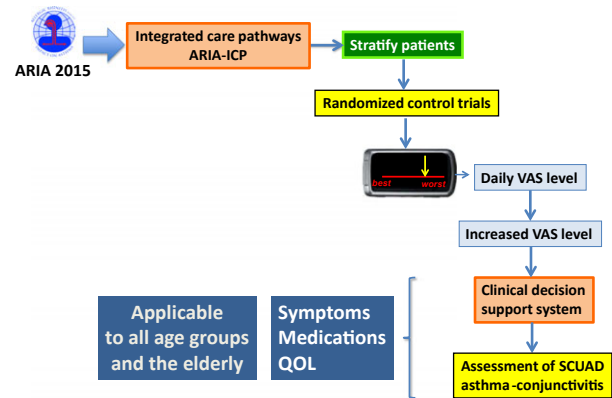 ARIA 2015
Integrated care pathways
ARIA-ICP
Stratify patients
Randomized control trials
best worst
Daily VAS level
Increased VAS level
Clinical decision
support system
Applicable
to all age groups
and the elderly
Symptoms
Medications
QOL
Assessment of SCUAD
asthma-conjunctivitis